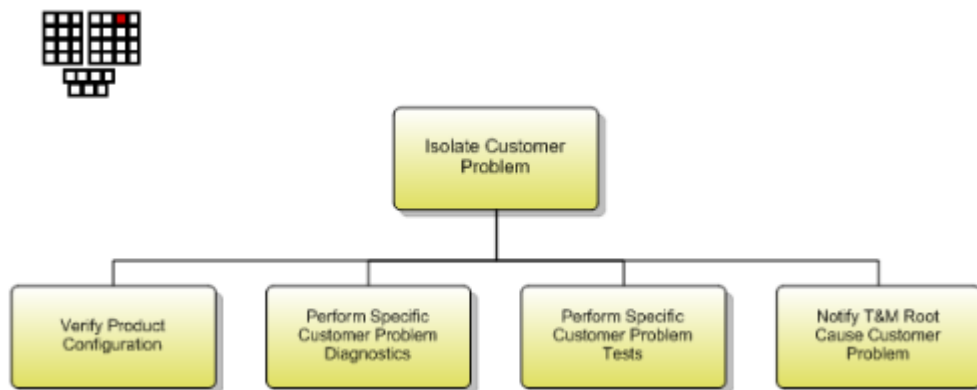 Isolate Customer
Problem
Verify Product
Configuration
Perform Specific
Customer Problem
Diagnostics
Perform Specific
Customer Problem
Tests
Notify T&M Root
Cause Customer
Problem